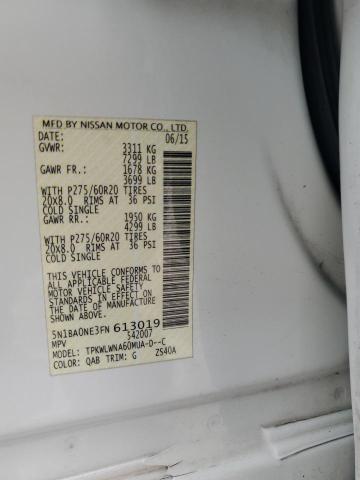 MFD BY NISSAN MOTOR CO., LTD.
DATE: 06/15
GVWR: 3311 KG
7299 LB
GAWR FR.: 1678 KG
3699 LB
WITH P275/60R20 TIRES
20X8.0 RIMS AT 36 PSI
COLD SINGLE
GAWR RR.: 1950 KG
4299 LB
WITH P275/60R20 TIRES
20X8.0 RIMS AT 36 PSI
COLD SINGLE
THIS VEHICLE CONFORMS TO
ALL APPLICABLE FEDERAL
MOTOR VEHICLE SAFETY
STANDARDS IN EFFECT ON
THE DATE OF MANUFACTURE
SHOWN ABOVE.
5N1BA0NE3FN 613019
MPV 542007
MODEL: TPKWLWNA60MUA-D--C
COLOR: QAB TRIM: G ZS40A